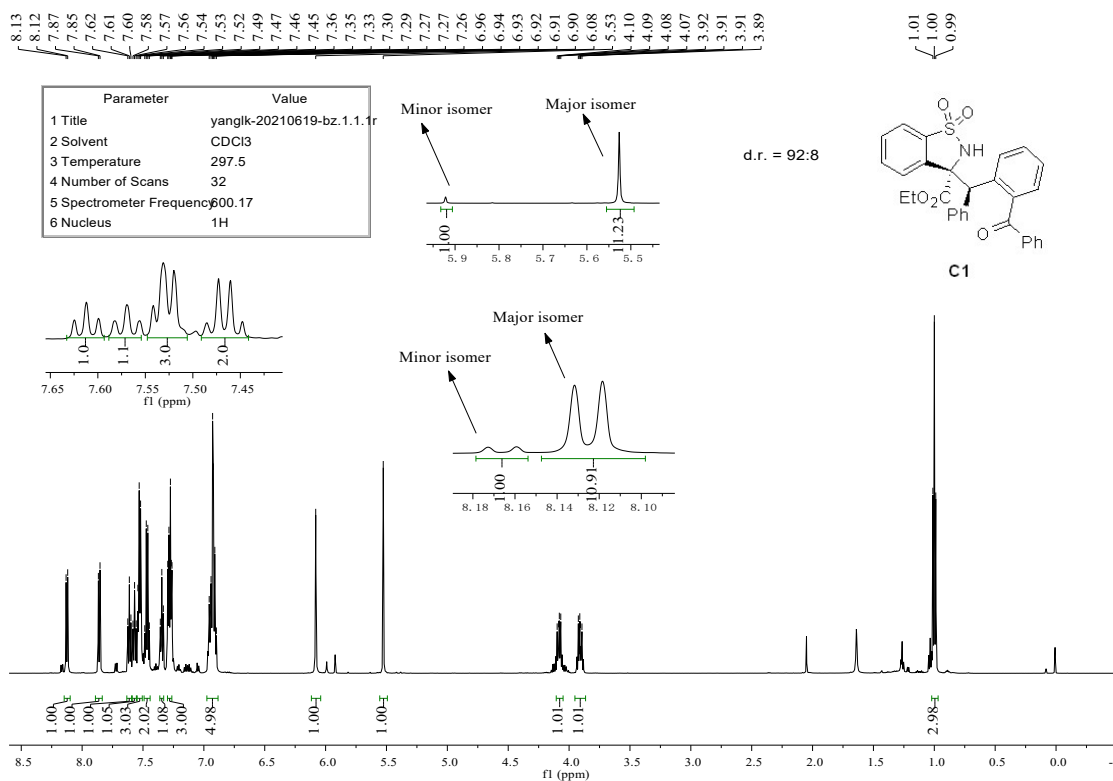 8.13 8.12 7.87 7.85 7.62 7.61 7.60 7.58 7.57 7.56 7.54 7.53 7.52 7.49 7.47 7.46 7.45 7.36 7.35 7.33 7.30 7.29 7.27 7.27 7.26 6.96 6.94 6.93 6.92 6.91 6.90 6.08 5.53 4.10 4.09 4.08 4.07 3.92 3.91 3.91 3.89 1.01 1.00 0.99
Parameter Value
1 Title yanglk-20210619-bz.1.1.1r
2 Solvent CDCl3
3 Temperature 297.5
4 Number of Scans 32
5 Spectrometer Frequency 600.17
6 Nucleus 1H
Minor isomer Major isomer
1.00 11.23
5.9 5.8 5.7 5.6 5.5
d.r. = 92:8
O O
S
NH
EtO2C Ph
O Ph
C1
1.0 1.1 3.0 2.0
7.65 7.60 7.55 7.50 7.45
f1 (ppm)
Major isomer
Minor isomer
1.00 10.91
8.18 8.16 8.14 8.12 8.10
1.00 1.00 1.00 1.05 3.03 2.02 1.08 3.00 4.98 1.00 1.00 1.01 1.01 2.98
8.5 8.0 7.5 7.0 6.5 6.0 5.5 5.0 4.5 4.0 3.5 3.0 2.5 2.0 1.5 1.0 0.5 0.0
f1 (ppm)